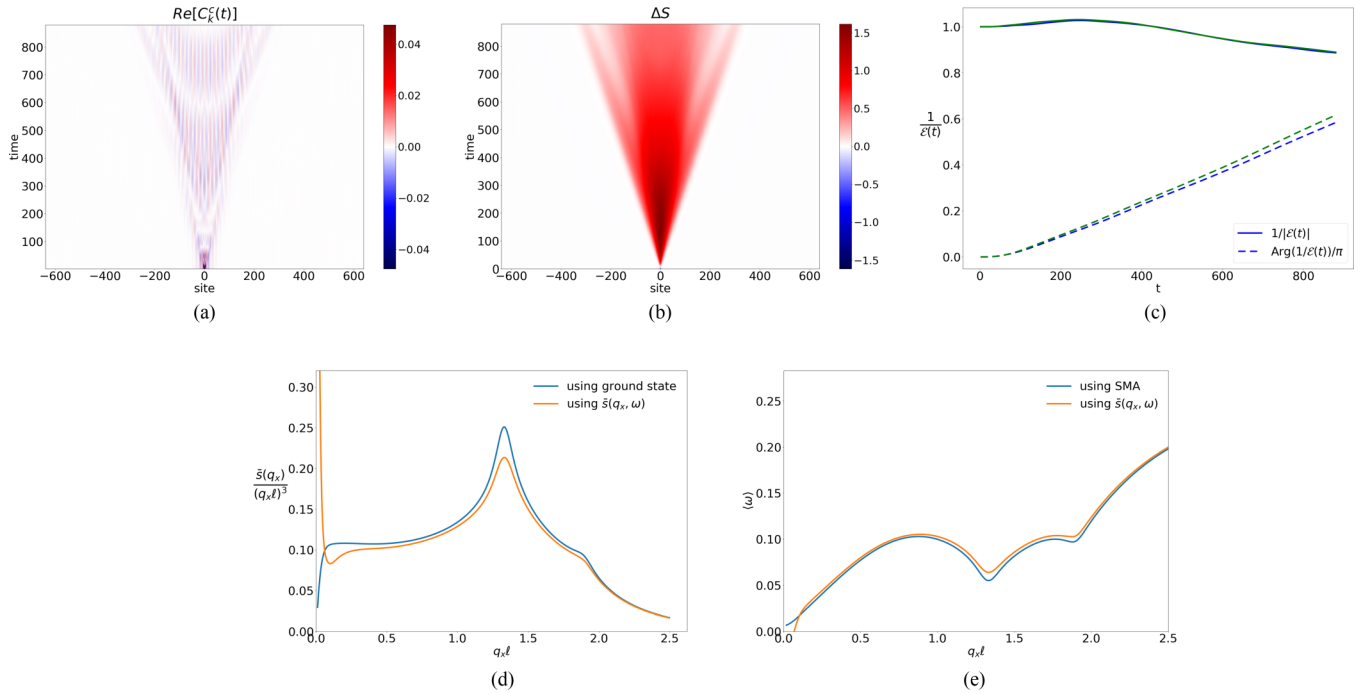 Re[C_k^c(t)]
800
700
600
500
400
300
200
100
time
−600 −400 −200 0 200 400 600
site
0.04
0.02
0.00
−0.02
−0.04
(a)
ΔS
800
700
600
500
400
300
200
100
0
time
−600 −400 −200 0 200 400 600
site
1.5
1.0
0.5
0.0
−0.5
−1.0
−1.5
(b)
1.0
0.8
0.6
0.4
0.2
0.0
1/ℰ(t)
0 200 400 600 800
t
1/|ℰ(t)|
Arg(1/ℰ(t))/π
(c)
0.30
0.25
0.20
0.15
0.10
0.05
0.00
s̄(q_x)/(q_xℓ)^3
0.0 0.5 1.0 1.5 2.0 2.5
q_xℓ
using ground state
using s̄(q_x, ω)
(d)
0.25
0.20
0.15
0.10
0.05
0.00
⟨ω⟩
0.0 0.5 1.0 1.5 2.0 2.5
q_xℓ
using SMA
using s̄(q_x, ω)
(e)